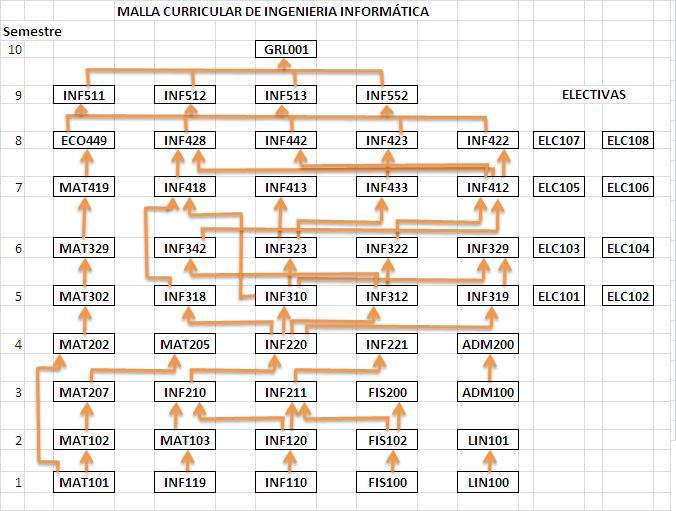 MALLA CURRICULAR DE INGENIERIA INFORMÁTICA
Semestre
10 GRL001
9 INF511 INF512 INF513 INF552 ELECTIVAS
8 ECO449 INF428 INF442 INF423 INF422 ELC107 ELC108
7 MAT419 INF418 INF413 INF433 INF412 ELC105 ELC106
6 MAT329 INF342 INF323 INF322 INF329 ELC103 ELC104
5 MAT302 INF318 INF310 INF312 INF319 ELC101 ELC102
4 MAT202 MAT205 INF220 INF221 ADM200
3 MAT207 INF210 INF211 FIS200 ADM100
2 MAT102 MAT103 INF120 FIS102 LIN101
1 MAT101 INF119 INF110 FIS100 LIN100